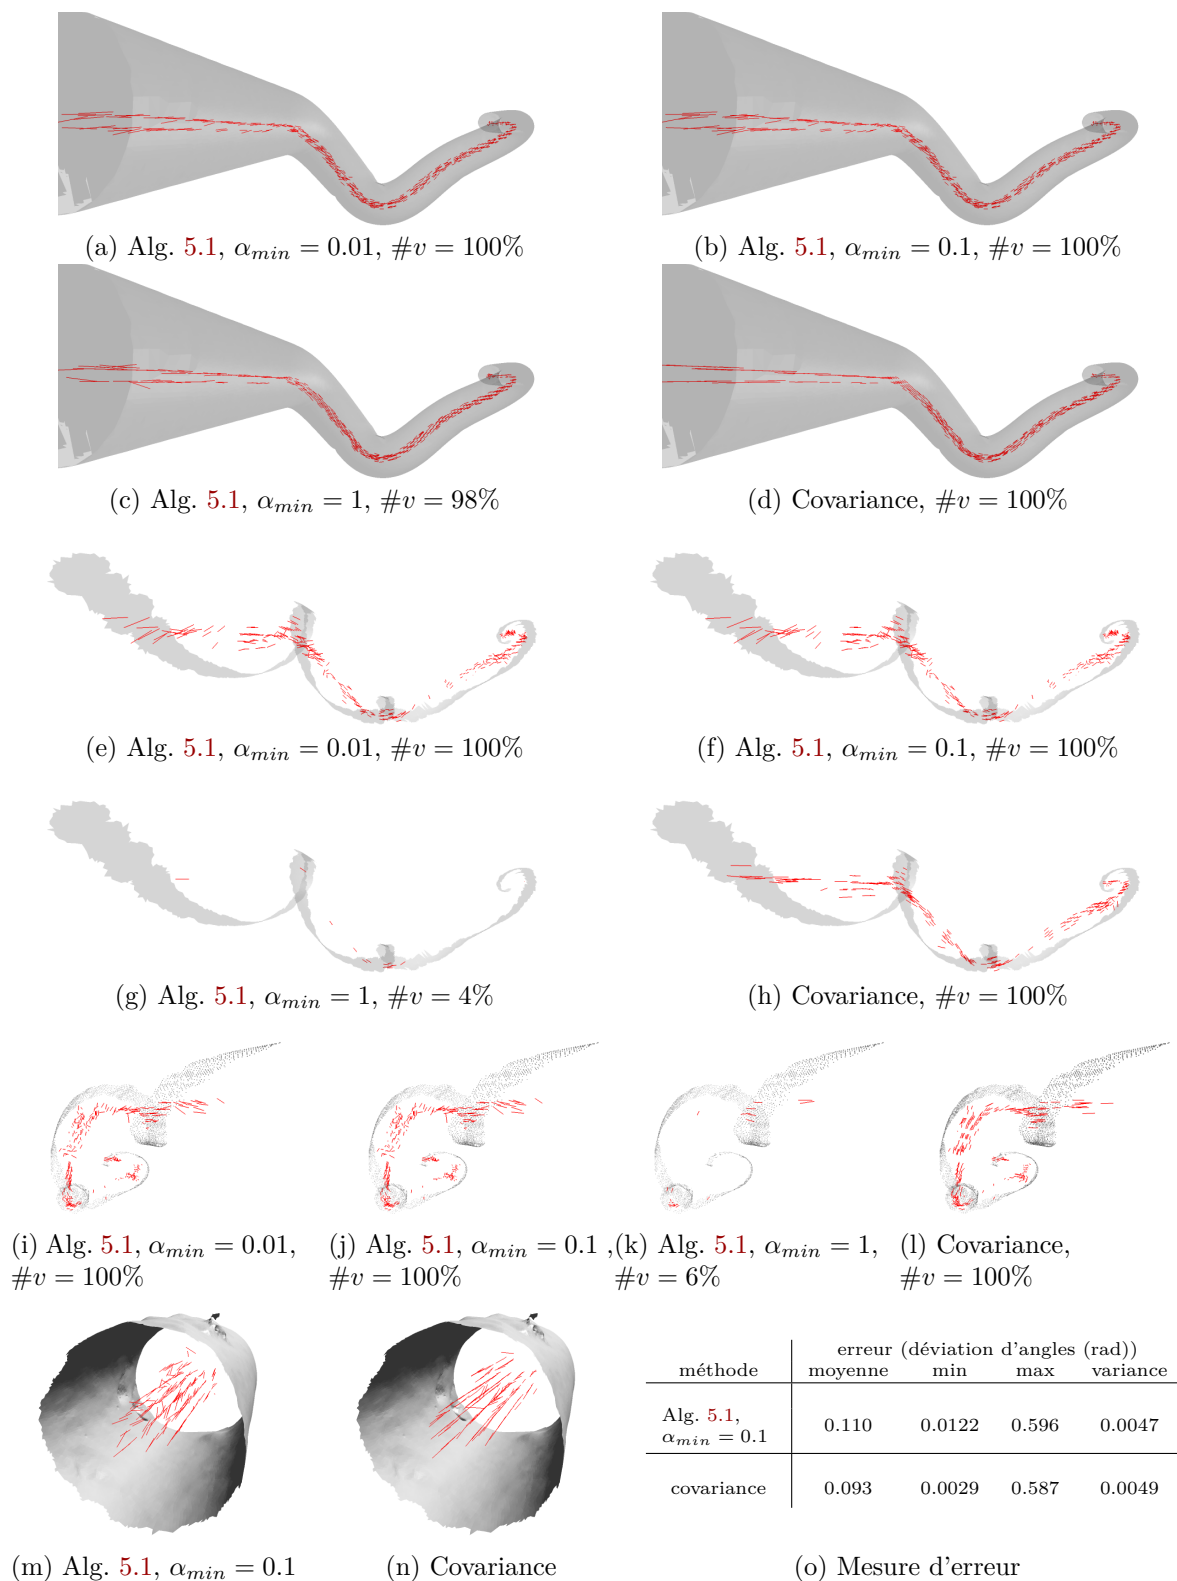 (a) Alg. 5.1, α_min = 0.01, #v = 100%
(b) Alg. 5.1, α_min = 0.1, #v = 100%
(c) Alg. 5.1, α_min = 1, #v = 98%
(d) Covariance, #v = 100%
(e) Alg. 5.1, α_min = 0.01, #v = 100%
(f) Alg. 5.1, α_min = 0.1, #v = 100%
(g) Alg. 5.1, α_min = 1, #v = 4%
(h) Covariance, #v = 100%
(i) Alg. 5.1, α_min = 0.01,
#v = 100%
(j) Alg. 5.1, α_min = 0.1 ,
#v = 100%
(k) Alg. 5.1, α_min = 1,
#v = 6%
(l) Covariance,
#v = 100%
erreur (déviation d'angles (rad))
méthode moyenne min max variance
Alg. 5.1,
α_min = 0.1
0.110 0.0122 0.596 0.0047
covariance 0.093 0.0029 0.587 0.0049
(m) Alg. 5.1, α_min = 0.1
(n) Covariance
(o) Mesure d'erreur